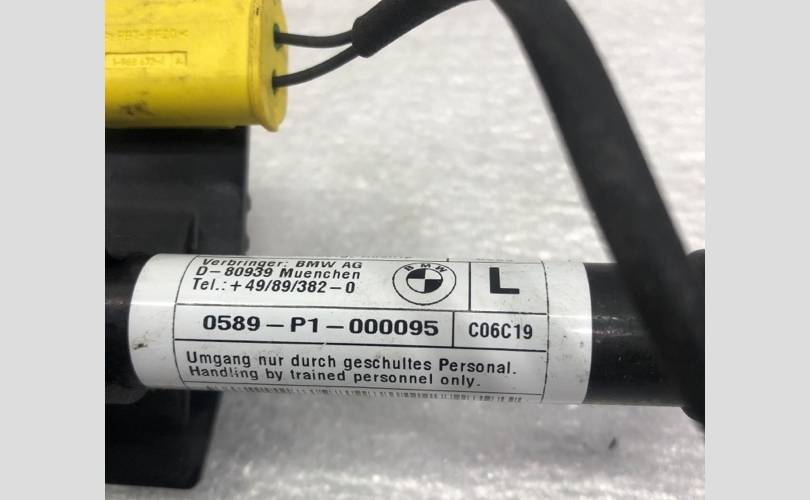 Verbringer: BMW AG
D-80939 Muenchen
Tel.: +49/89/382-0
BMW
L
0589-P1-000095
C06C19
Umgang nur durch geschultes Personal.
Handling by trained personnel only.